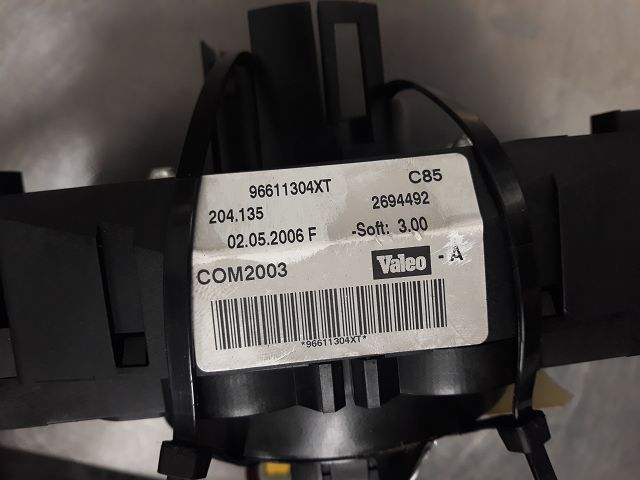 96611304XT C85
204.135 2694492
02.05.2006 F -Soft: 3.00
COM2003 Valeo - A
*96611304XT*